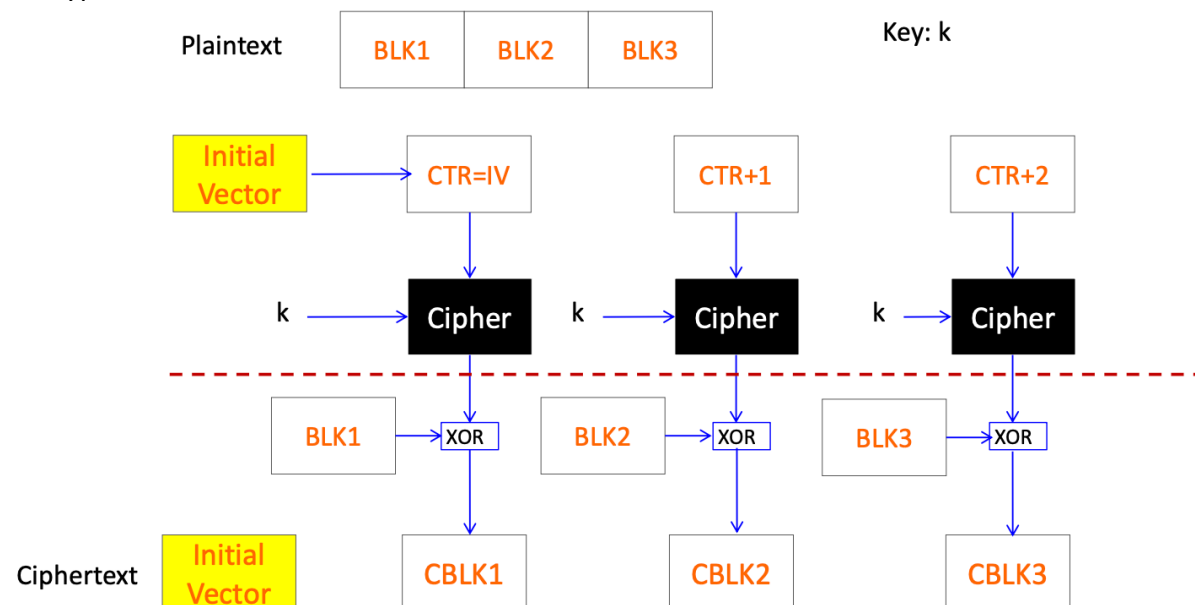 Plaintext BLK1 BLK2 BLK3 Key: k
Initial
Vector
CTR=IV CTR+1 CTR+2
k Cipher k Cipher k Cipher
BLK1 XOR BLK2 XOR BLK3 XOR
Ciphertext
Initial
Vector
CBLK1 CBLK2 CBLK3